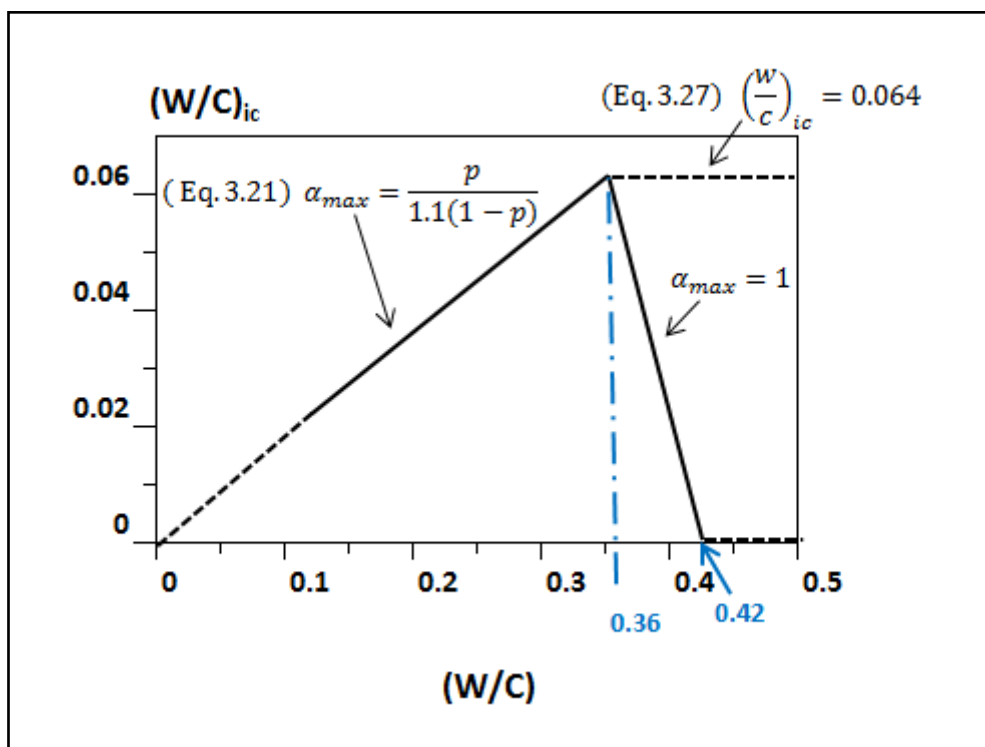 (W/C)ic
(Eq. 3.27) (w/c)ic = 0.064
(Eq. 3.21) αmax = p/1.1(1 − p)
αmax = 1
0.06
0.04
0.02
0
0 0.1 0.2 0.3 0.4 0.5
0.36
0.42
(W/C)